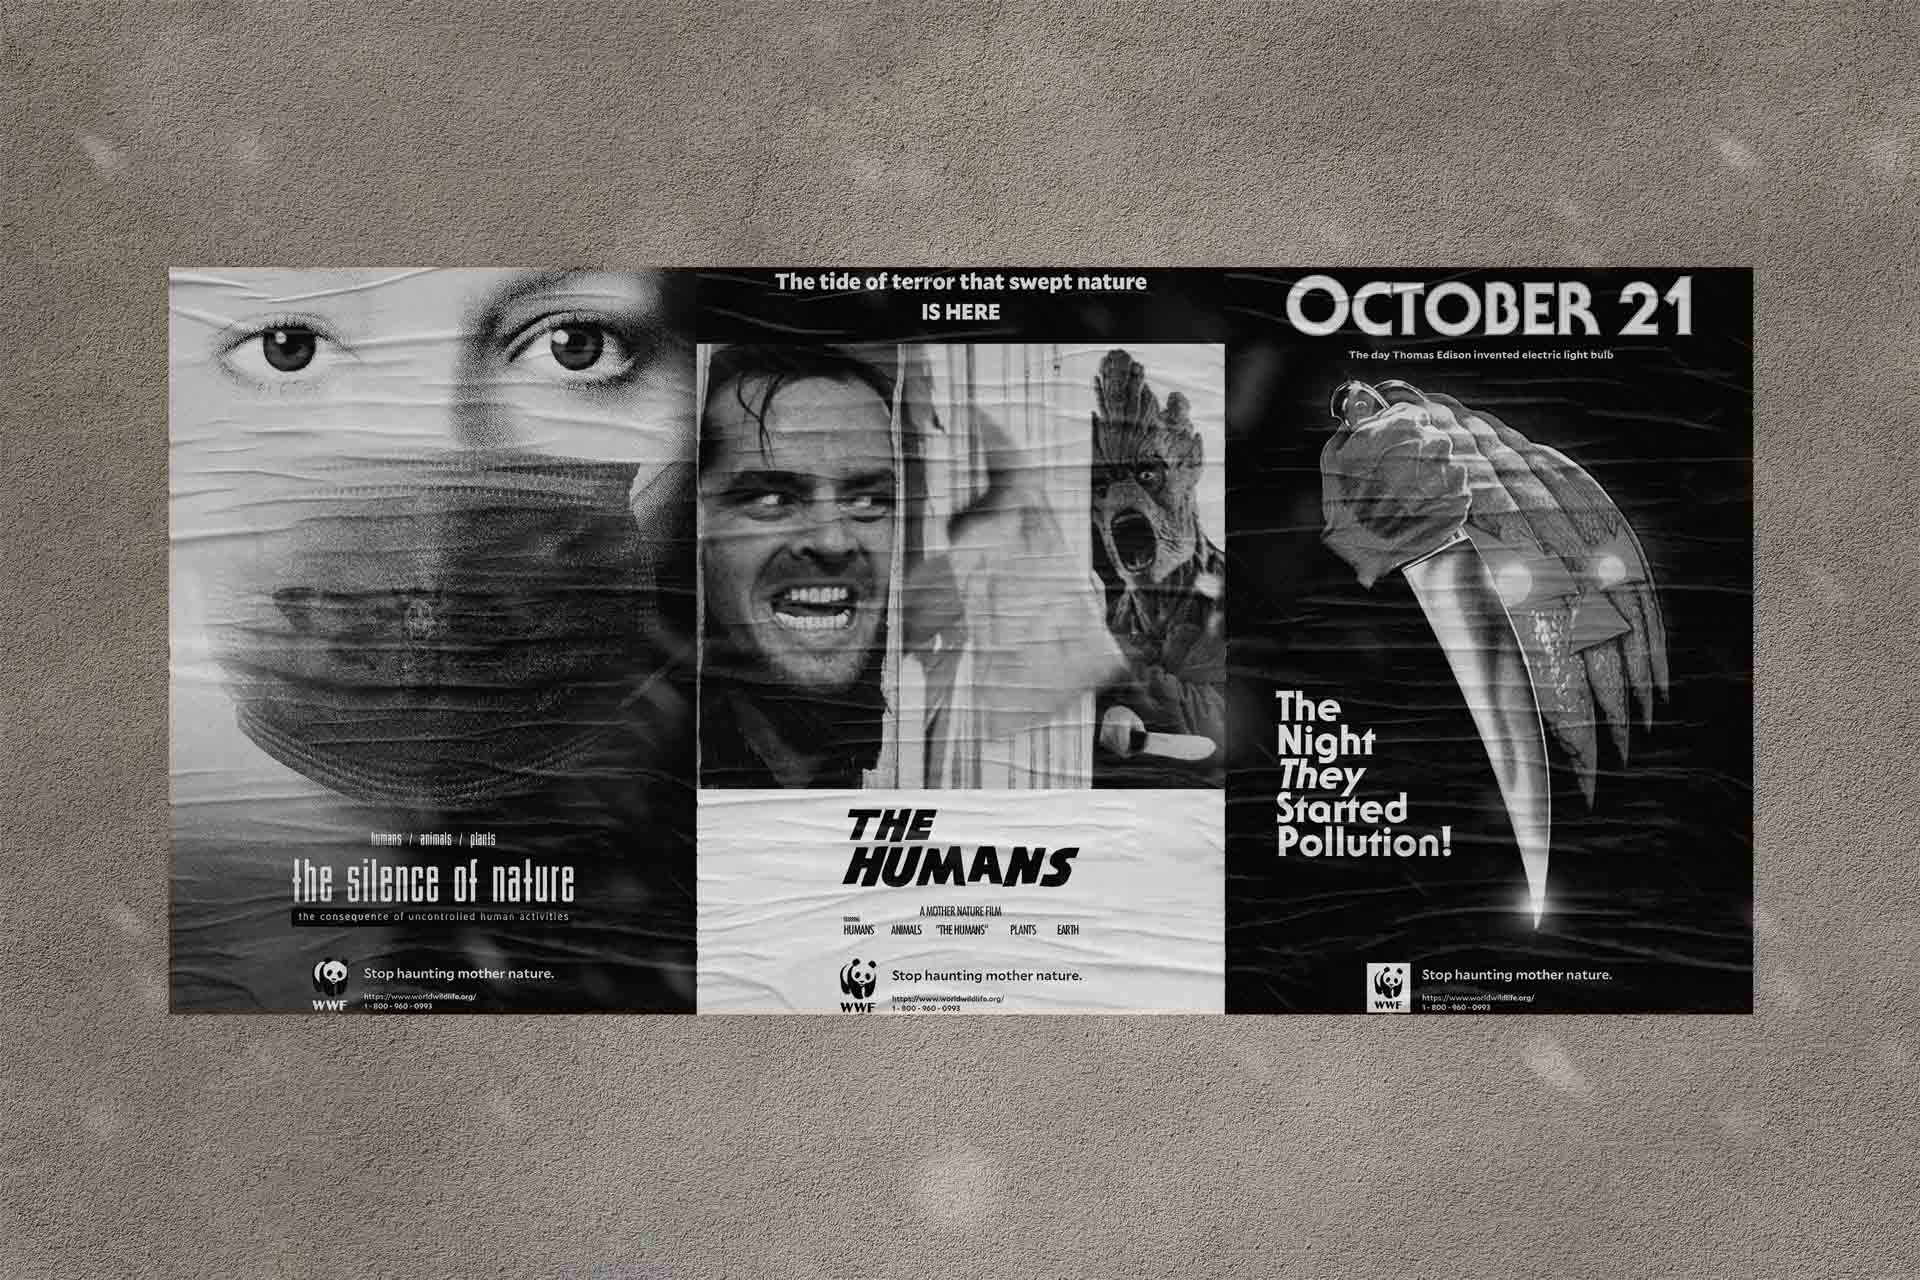 humans / animals / plants
the silence of nature
the consequence of uncontrolled human activities
WWF
Stop haunting mother nature.
https://www.worldwildlife.org/
1 - 800 - 960 - 0993
The tide of terror that swept nature
IS HERE
THE
HUMANS
A MOTHER NATURE FILM
STARRING
HUMANS ANIMALS "THE HUMANS" PLANTS EARTH
WWF
Stop haunting mother nature.
https://www.worldwildlife.org/
1 - 800 - 960 - 0993
OCTOBER 21
The day Thomas Edison invented electric light bulb
The
Night
They
Started
Pollution!
WWF
Stop haunting mother nature.
https://www.worldwildlife.org/
1 - 800 - 960 - 0993